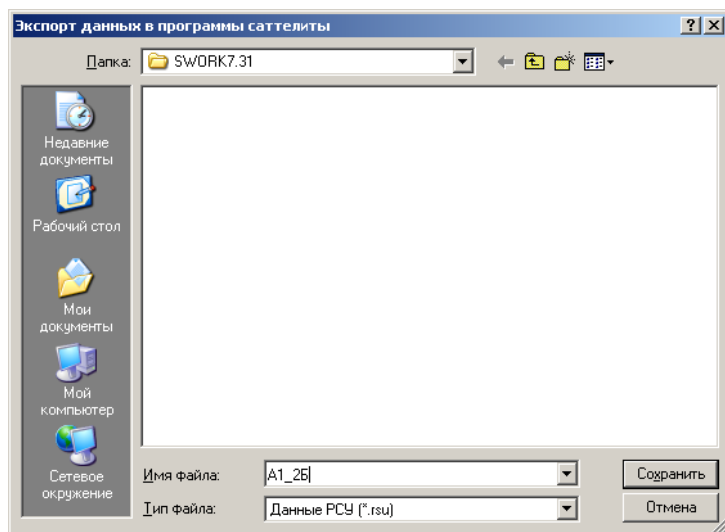 Экспорт данных в программы саттелиты
Папка: SWORK7.31
Недавние
документы
Рабочий стол
Мои
документы
Мой
компьютер
Сетевое
окружение
Имя файла: А1_2Б Сохранить
Тип файла: Данные РСУ (*.rsu) Отмена